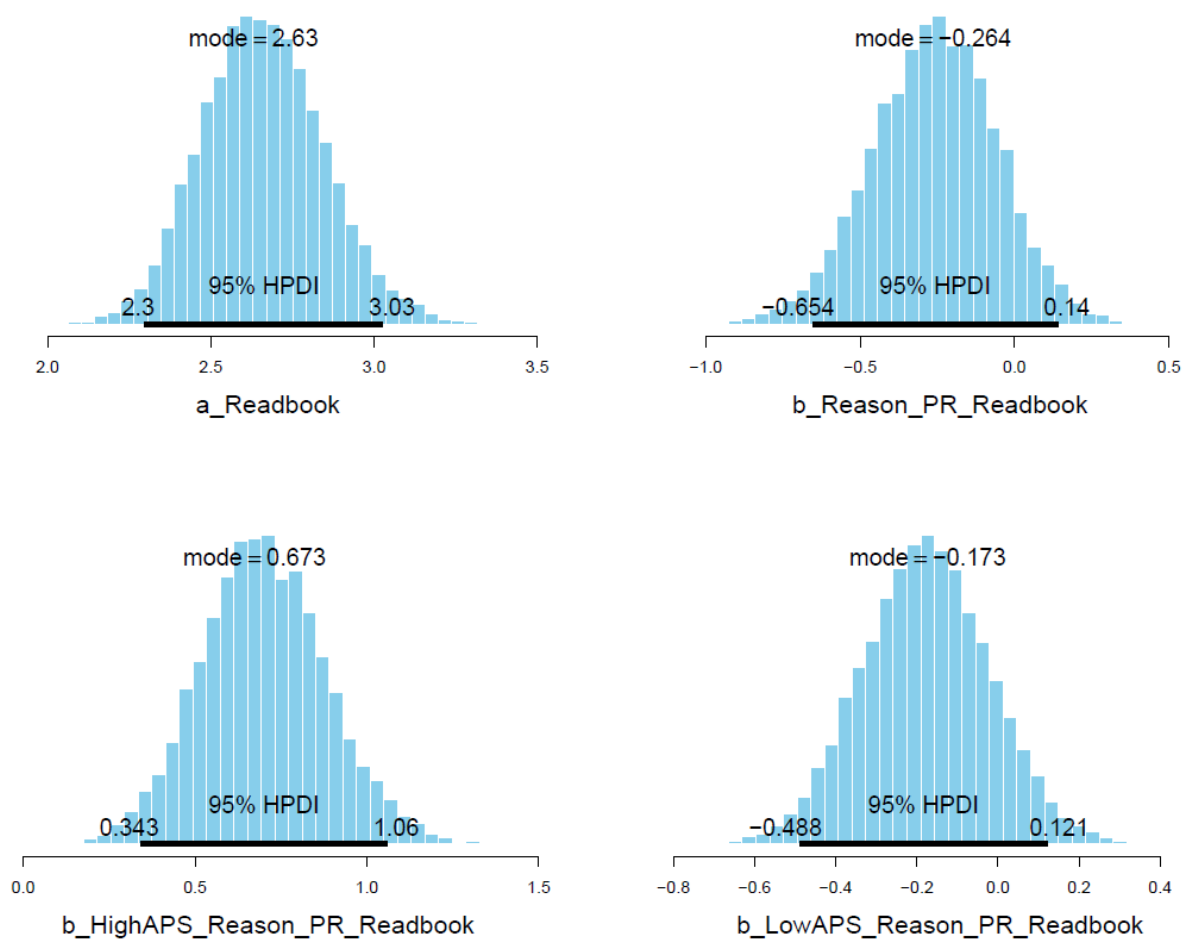 mode = 2.63
95% HPDI
2.3 3.03
2.0 2.5 3.0 3.5
a_Readbook
mode = −0.264
95% HPDI
−0.654 0.14
−1.0 −0.5 0.0 0.5
b_Reason_PR_Readbook
mode = 0.673
95% HPDI
0.343 1.06
0.0 0.5 1.0 1.5
b_HighAPS_Reason_PR_Readbook
mode = −0.173
95% HPDI
−0.488 0.121
−0.8 −0.6 −0.4 −0.2 0.0 0.2 0.4
b_LowAPS_Reason_PR_Readbook